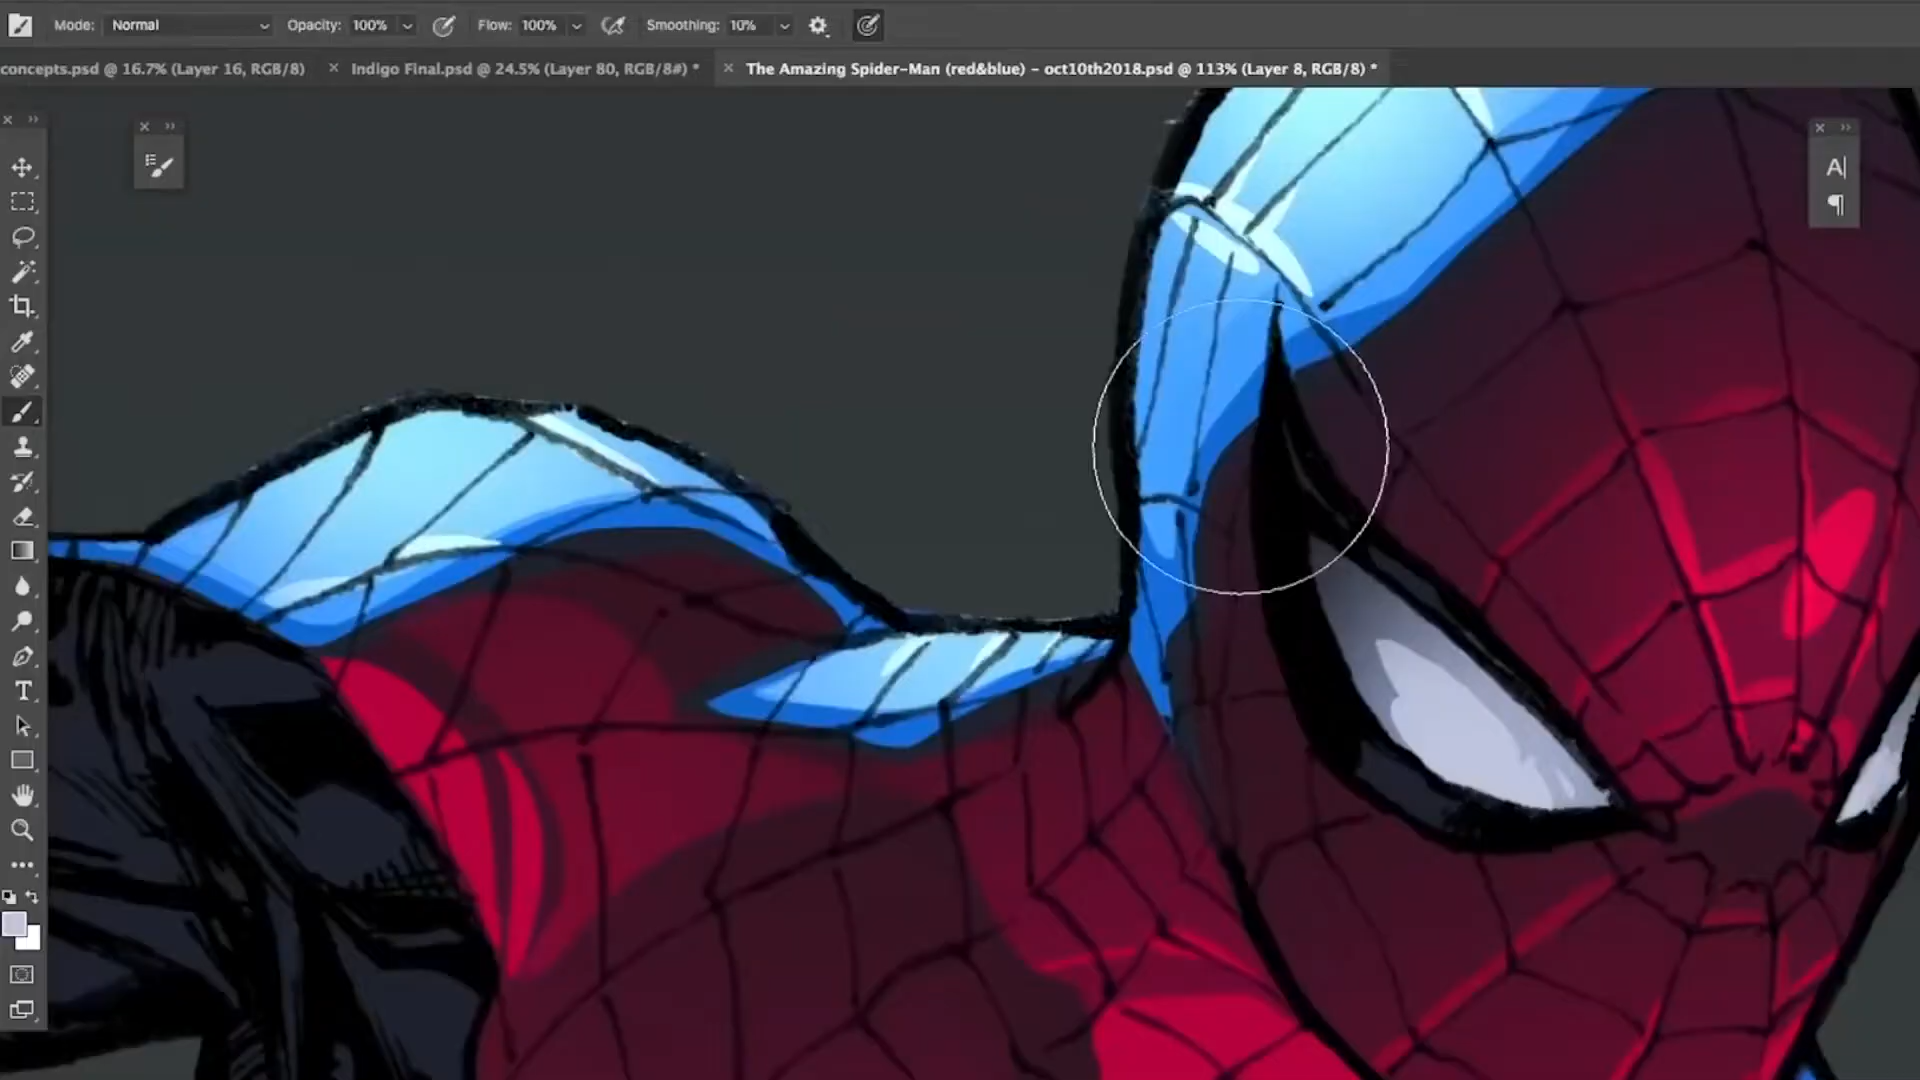 Mode: Normal Opacity: 100% Flow: 100% Smoothing: 10%
concepts.psd @ 16.7% (Layer 16, RGB/8) × Indigo Final.psd @ 24.5% (Layer 80, RGB/8#) * × The Amazing Spider-Man (red&blue) - oct10th2018.psd @ 113% (Layer 8, RGB/8) *
A|
¶
T